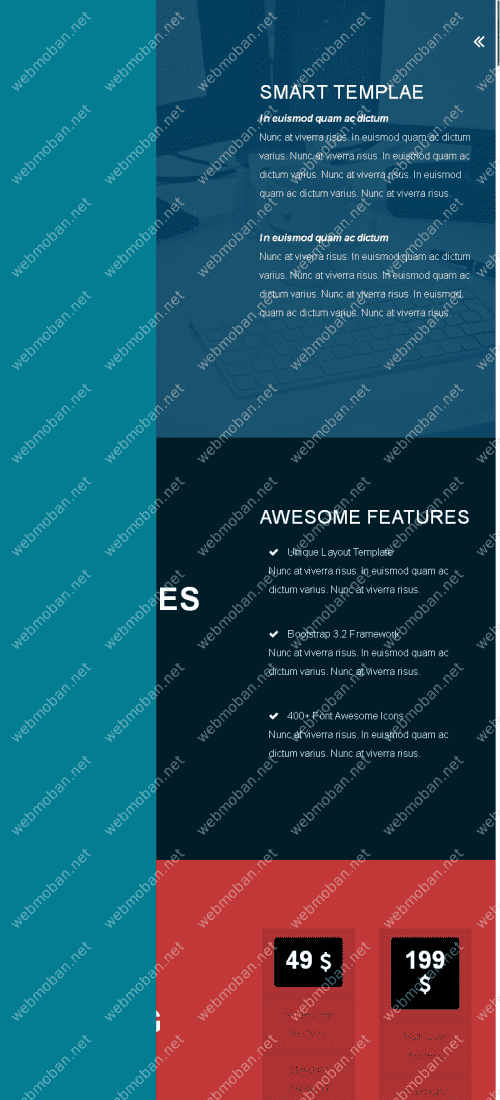 SMART TEMPLAE
In euismod quam ac dictum
Nunc at viverra risus. In euismod quam ac dictum
varius. Nunc at viverra risus. In euismod quam ac
dictum varius. Nunc at viverra risus. In euismod
quam ac dictum varius. Nunc at viverra risus.
In euismod quam ac dictum
Nunc at viverra risus. In euismod quam ac dictum
varius. Nunc at viverra risus. In euismod quam ac
dictum varius. Nunc at viverra risus. In euismod
quam ac dictum varius. Nunc at viverra risus.
AWESOME FEATURES
Unique Layout Template
Nunc at viverra risus. In euismod quam ac
dictum varius. Nunc at viverra risus.
ES
Bootstrap 3.2 Framework
Nunc at viverra risus. In euismod quam ac
dictum varius. Nunc at viverra risus.
400+ Font Awesome Icons
Nunc at viverra risus. In euismod quam ac
dictum varius. Nunc at viverra risus.
49 $
199
$
webmoban.net